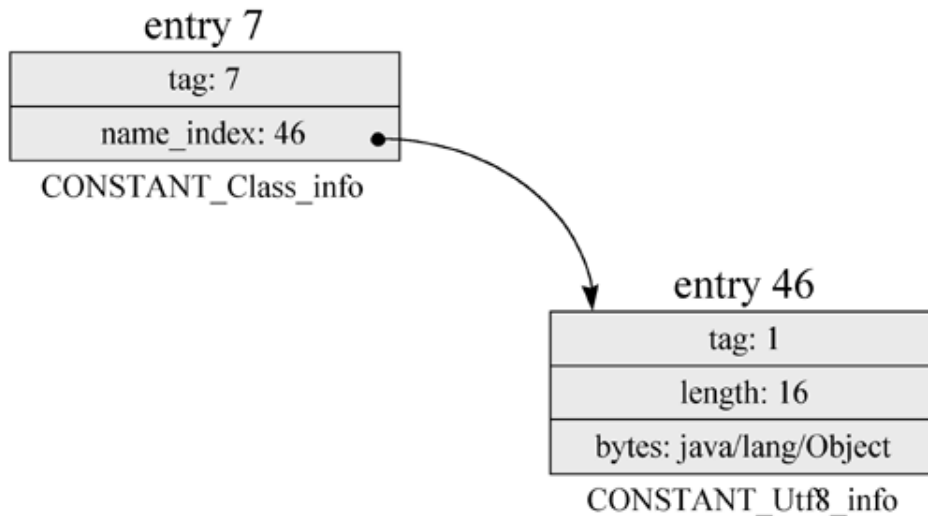 entry 7
tag: 7
name_index: 46
CONSTANT_Class_info
entry 46
tag: 1
length: 16
bytes: java/lang/Object
CONSTANT_Utf8_info